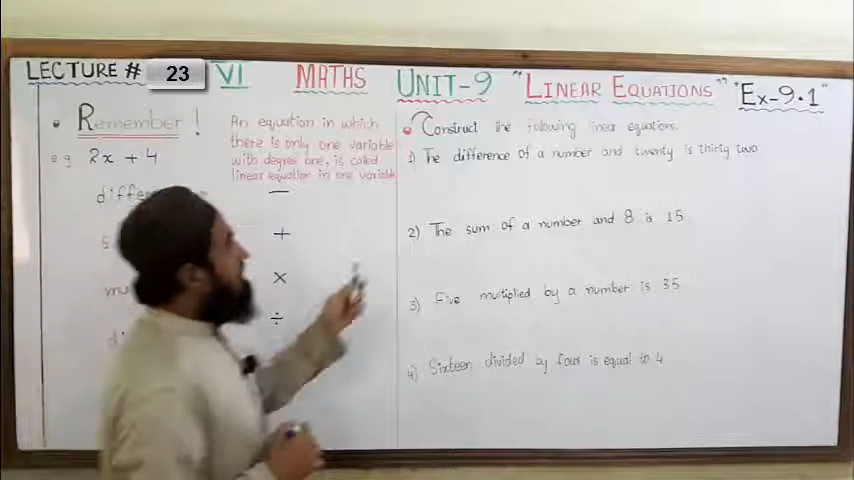 LECTURE # 23 VI MATHS UNIT-9 "LINEAR EQUATIONS" "Ex-9.1"
• Remember!
e.g 2x + 4
An equation in which
there is only one variable
with degree one, is called
linear equation in one variable
−
+
×
÷
• Construct the following linear equations.
1) The difference of a number and twenty is thirty two
2) The sum of a number and 8 is 15
3) Five multiplied by a number is 35
4) Sixteen divided by four is equal to 4